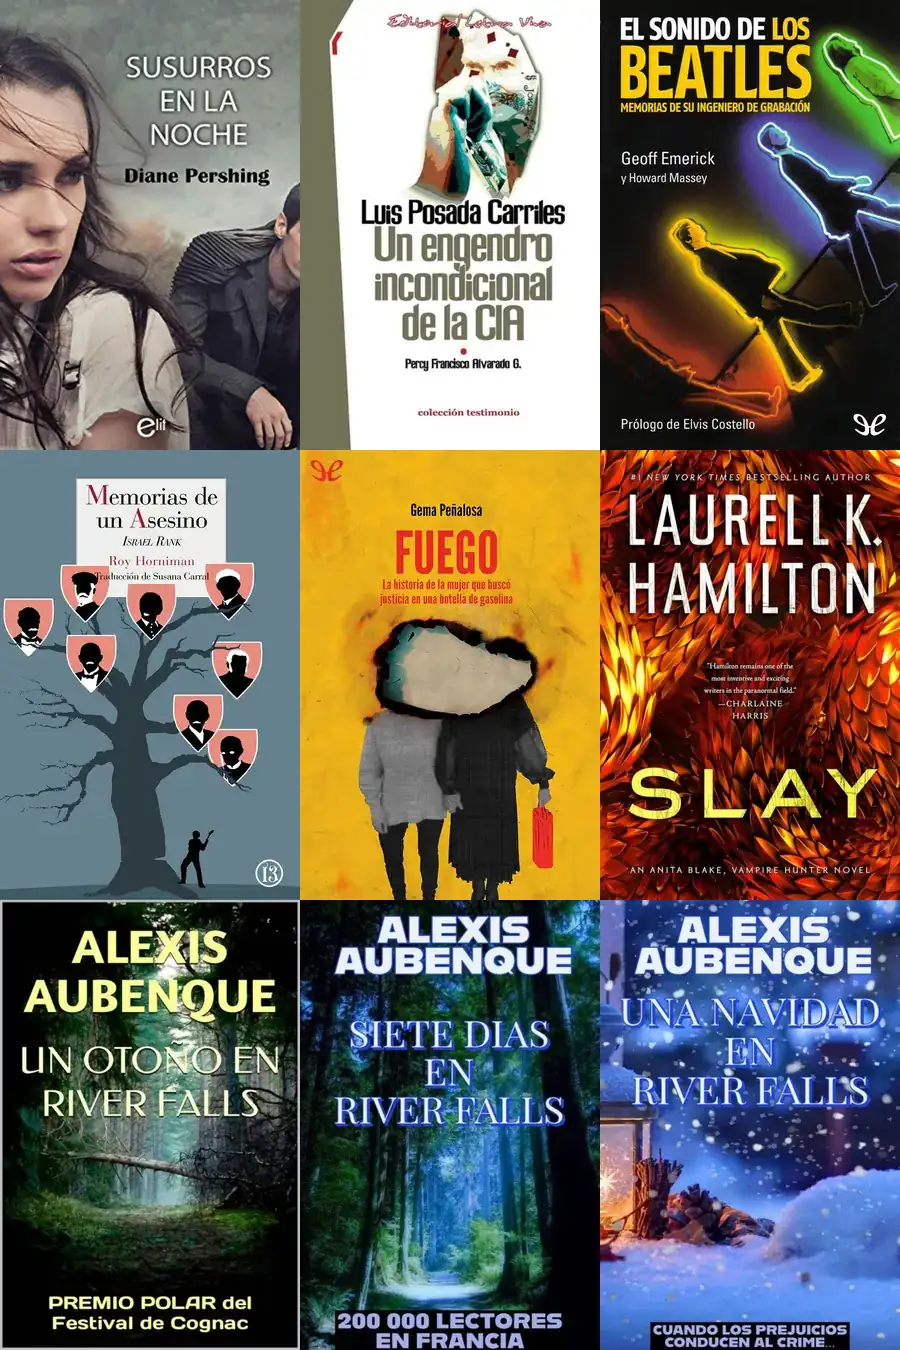 SUSURROS
EN LA
NOCHE
Diane Pershing
elit
Editorial Letra Viva
Luis Posada Carriles
Un engendro
incondicional
de la CIA
Percy Francisco Alvarado G.
colección testimonio
EL SONIDO DE LOS
BEATLES
MEMORIAS DE SU INGENIERO DE GRABACIÓN
Geoff Emerick
y Howard Massey
Prólogo de Elvis Costello
Memorias de
un Asesino
ISRAEL RANK
Roy Horniman
Traducción de Susana Carral
13
Gema Peñalosa
FUEGO
La historia de la mujer que buscó
justicia en una botella de gasolina
#1 NEW YORK TIMES BESTSELLING AUTHOR
LAURELL K.
HAMILTON
"Hamilton remains one of the
most inventive and exciting
writers in the paranormal field."
—CHARLAINE
HARRIS
SLAY
AN ANITA BLAKE, VAMPIRE HUNTER NOVEL
ALEXIS
AUBENQUE
UN OTOÑO EN
RIVER FALLS
PREMIO POLAR del
Festival de Cognac
ALEXIS
AUBENQUE
SIETE DIAS
EN
RIVER FALLS
200 000 LECTORES
EN FRANCIA
ALEXIS
AUBENQUE
UNA NAVIDAD
EN
RIVER FALLS
CUANDO LOS PREJUICIOS
CONDUCEN AL CRIME...